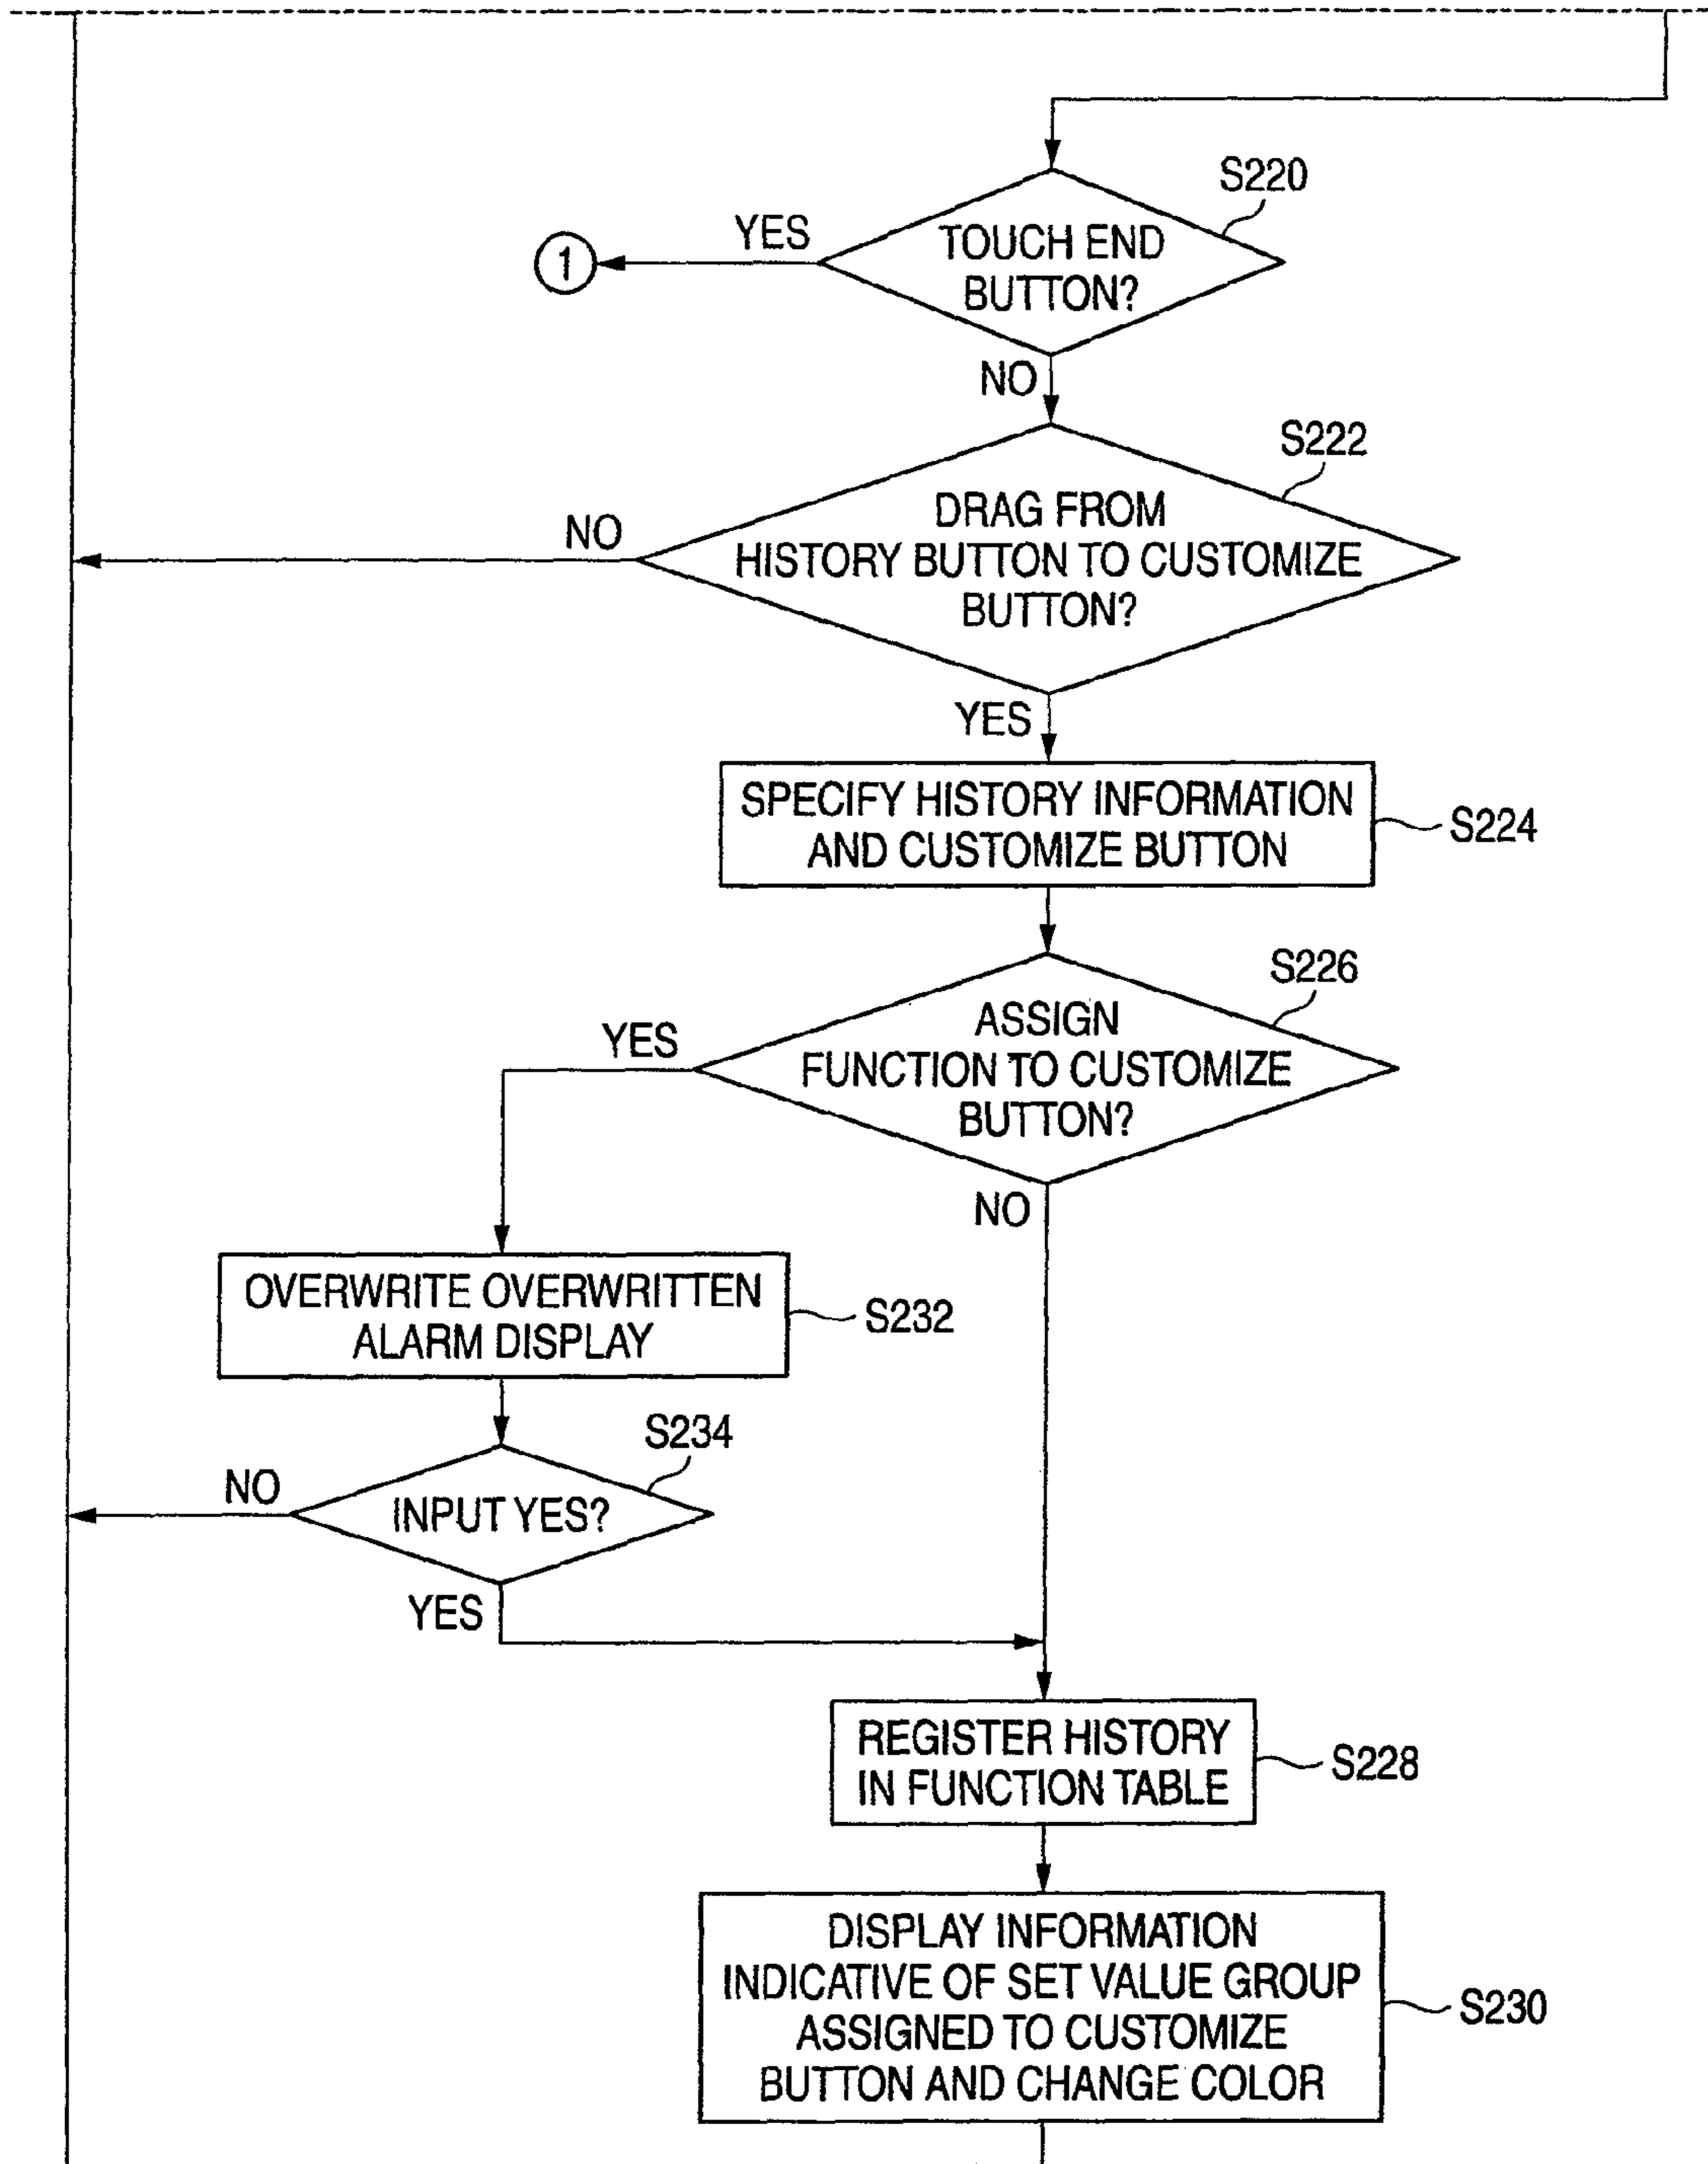 S220
TOUCH END
BUTTON?
YES
1
NO
S222
DRAG FROM
HISTORY BUTTON TO CUSTOMIZE
BUTTON?
NO
YES
SPECIFY HISTORY INFORMATION
AND CUSTOMIZE BUTTON
S224
S226
ASSIGN
FUNCTION TO CUSTOMIZE
BUTTON?
YES
NO
OVERWRITE OVERWRITTEN
ALARM DISPLAY
S232
S234
INPUT YES?
NO
YES
REGISTER HISTORY
IN FUNCTION TABLE
S228
DISPLAY INFORMATION
INDICATIVE OF SET VALUE GROUP
ASSIGNED TO CUSTOMIZE
BUTTON AND CHANGE COLOR
S230